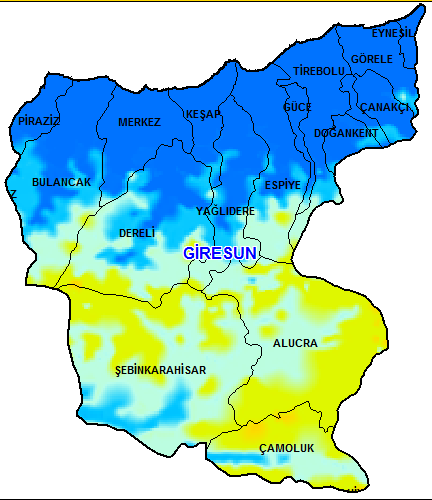 EYNESİL
GÖRELE
TİREBOLU
ÇANAKÇI
GÜCE
KEŞAP
MERKEZ
PİRAZİZ
DOĞANKENT
BULANCAK
ESPİYE
Z
YAĞLIDERE
DERELİ
GİRESUN
ALUCRA
ŞEBİNKARAHİSAR
ÇAMOLUK